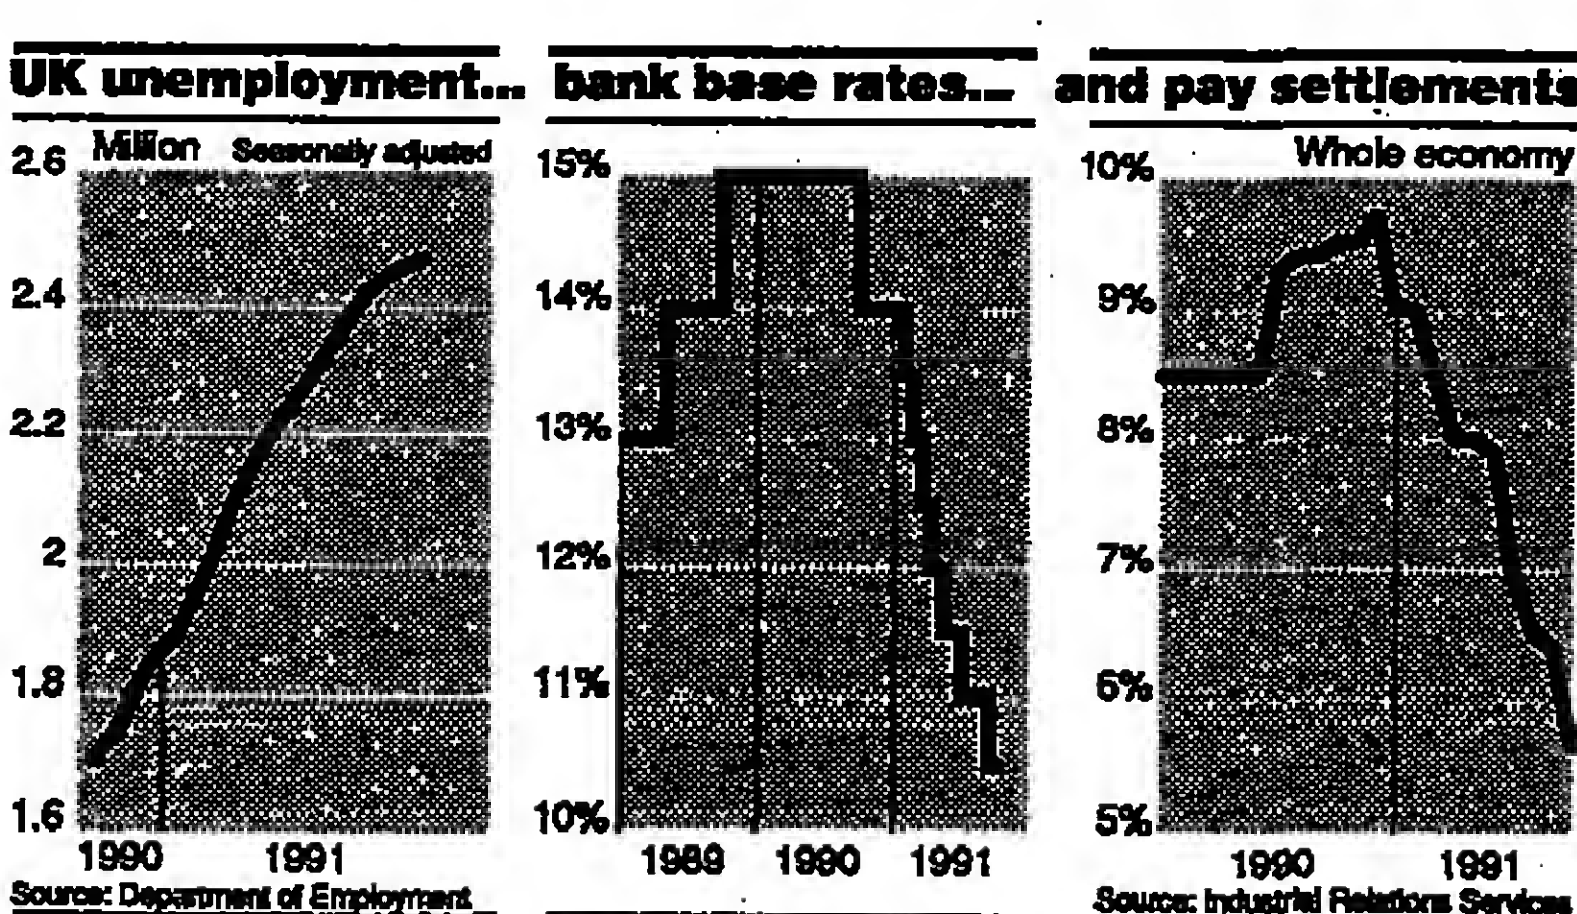 UK unemployment...
Million Seasonally adjusted
2.6
2.4
2.2
2
1.8
1.6
1990 1991
Source: Department of Employment
bank base rates...
15%
14%
13%
12%
11%
10%
1989 1990 1991
and pay settlements
Whole economy
10%
9%
8%
7%
6%
5%
1990 1991
Source: Industrial Relations Services